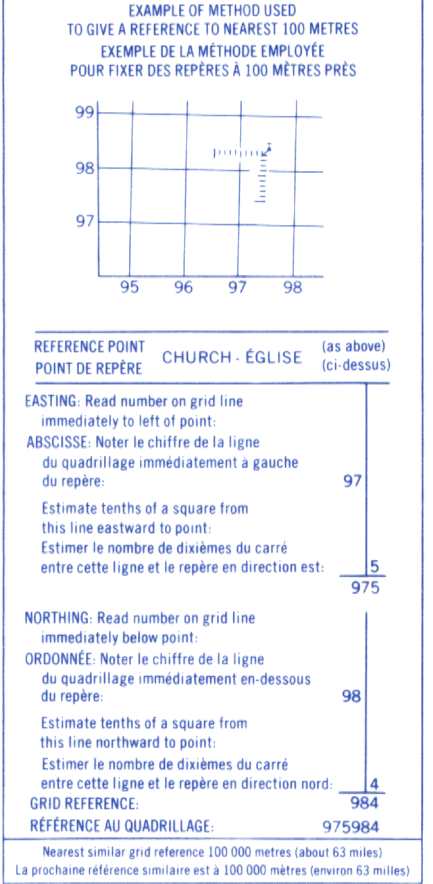 EXAMPLE OF METHOD USED
TO GIVE A REFERENCE TO NEAREST 100 METRES
EXEMPLE DE LA MÉTHODE EMPLOYÉE
POUR FIXER DES REPÈRES À 100 MÈTRES PRÈS
99
98
97
95 96 97 98
REFERENCE POINT
POINT DE REPÈRE
CHURCH - ÉGLISE
(as above)
(ci-dessus)
EASTING: Read number on grid line
immediately to left of point:
ABSCISSE: Noter le chiffre de la ligne
du quadrillage immédiatement à gauche
du repère: 97
Estimate tenths of a square from
this line eastward to point:
Estimer le nombre de dixièmes du carré
entre cette ligne et le repère en direction est: 5
975
NORTHING: Read number on grid line
immediately below point:
ORDONNÉE: Noter le chiffre de la ligne
du quadrillage immédiatement en-dessous
du repère: 98
Estimate tenths of a square from
this line northward to point:
Estimer le nombre de dixièmes du carré
entre cette ligne et le repère en direction nord: 4
GRID REFERENCE: 984
RÉFÉRENCE AU QUADRILLAGE: 975984
Nearest similar grid reference 100 000 metres (about 63 miles)
La prochaine référence similaire est à 100 000 mètres (environ 63 milles)